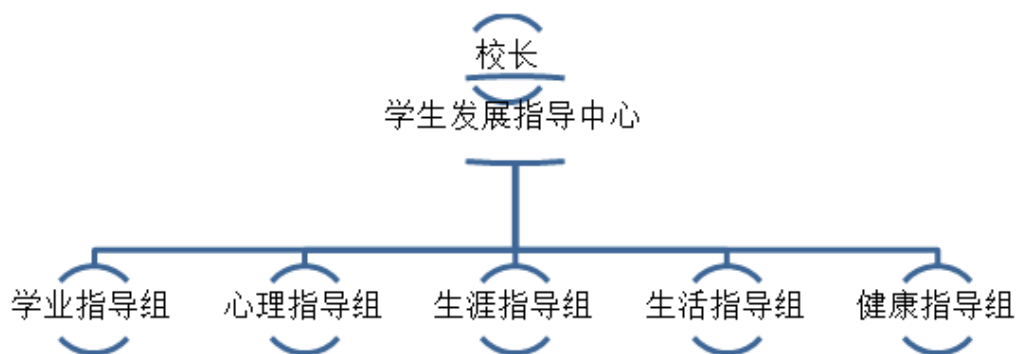 校长
学生发展指导中心
学业指导组
心理指导组
生涯指导组
生活指导组
健康指导组